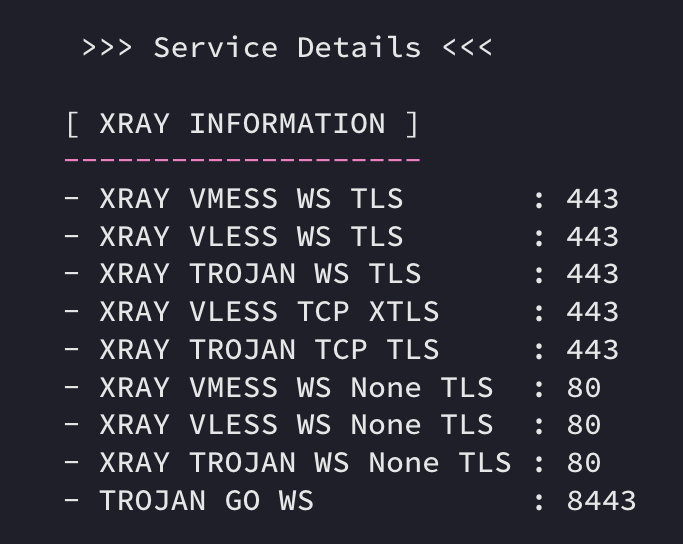 >>> Service Details <<<
[ XRAY INFORMATION ]
--------------------
- XRAY VMESS WS TLS : 443
- XRAY VLESS WS TLS : 443
- XRAY TROJAN WS TLS : 443
- XRAY VLESS TCP XTLS : 443
- XRAY TROJAN TCP TLS : 443
- XRAY VMESS WS None TLS : 80
- XRAY VLESS WS None TLS : 80
- XRAY TROJAN WS None TLS : 80
- TROJAN GO WS : 8443